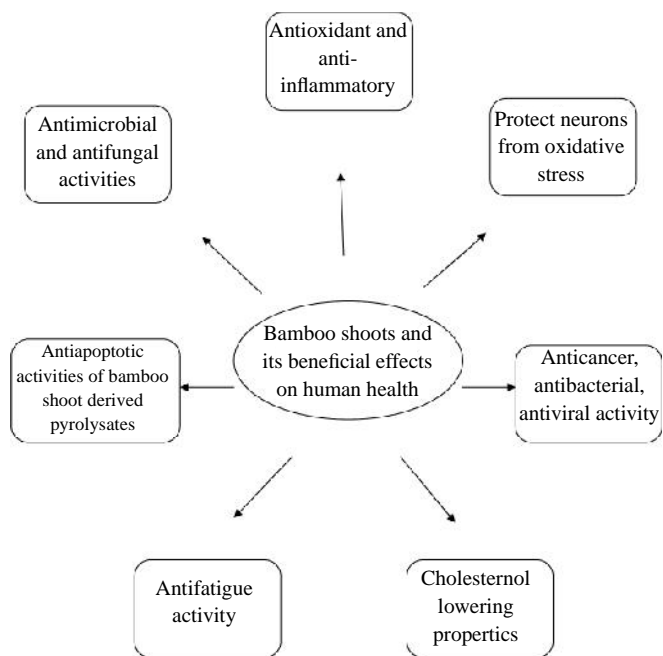 Antioxidant and
anti-
inflammatory
Antimicrobial
and antifungal
activities
Protect neurons
from oxidative
stress
Bamboo shoots and
its beneficial effects
on human health
Antiapoptotic
activities of bamboo
shoot derived
pyrolysates
Anticancer,
antibacterial,
antiviral activity
Antifatigue
activity
Cholesternol
lowering
propertics